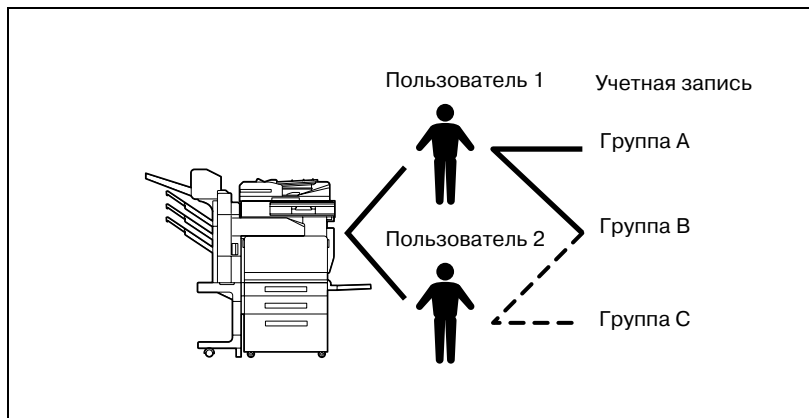 Пользователь 1
Учетная запись
Группа A
Группа B
Пользователь 2
Группа C